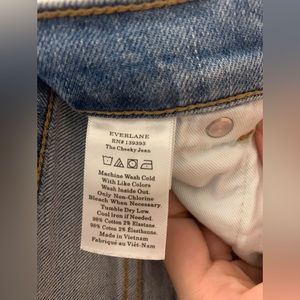 EVERLANE
RN# 139393
The Cheeky Jean
Machine Wash Cold
With Like Colors
Wash Inside Out.
Only Non-Chlorine
Bleach When Necessary.
Tumble Dry Low.
Cool Iron if Needed.
98% Cotton 2% Elastane.
98% Coton 2% Élasthanne.
Made in Vietnam
Fabriqué au Viêt-Nam